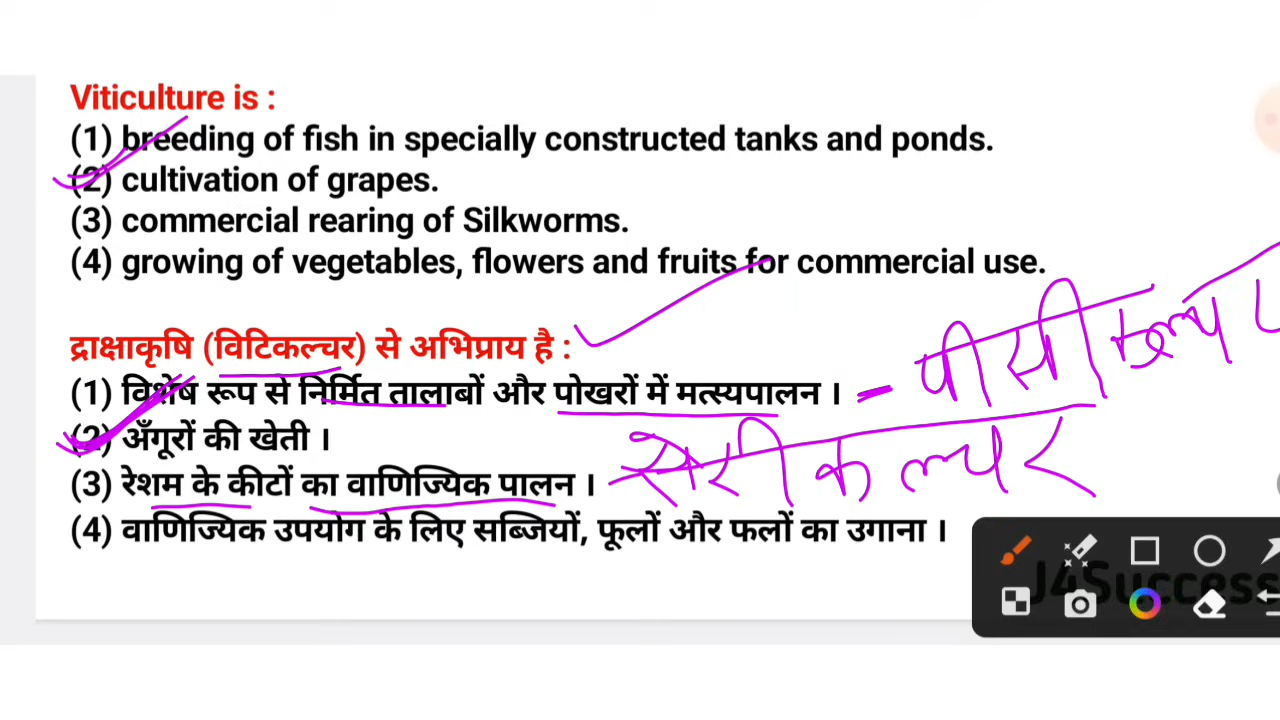 Viticulture is :
(1) breeding of fish in specially constructed tanks and ponds.
(2) cultivation of grapes.
(3) commercial rearing of Silkworms.
(4) growing of vegetables, flowers and fruits for commercial use.
द्राक्षाकृषि (विटिकल्चर) से अभिप्राय है :
(1) विशेष रूप से निर्मित तालाबों और पोखरों में मत्स्यपालन । - पीसी
(2) अँगूरों की खेती ।
(3) रेशम के कीटों का वाणिज्यिक पालन । सेरी कल्चर
(4) वाणिज्यिक उपयोग के लिए सब्जियों, फूलों और फलों का उगाना ।
J4Success